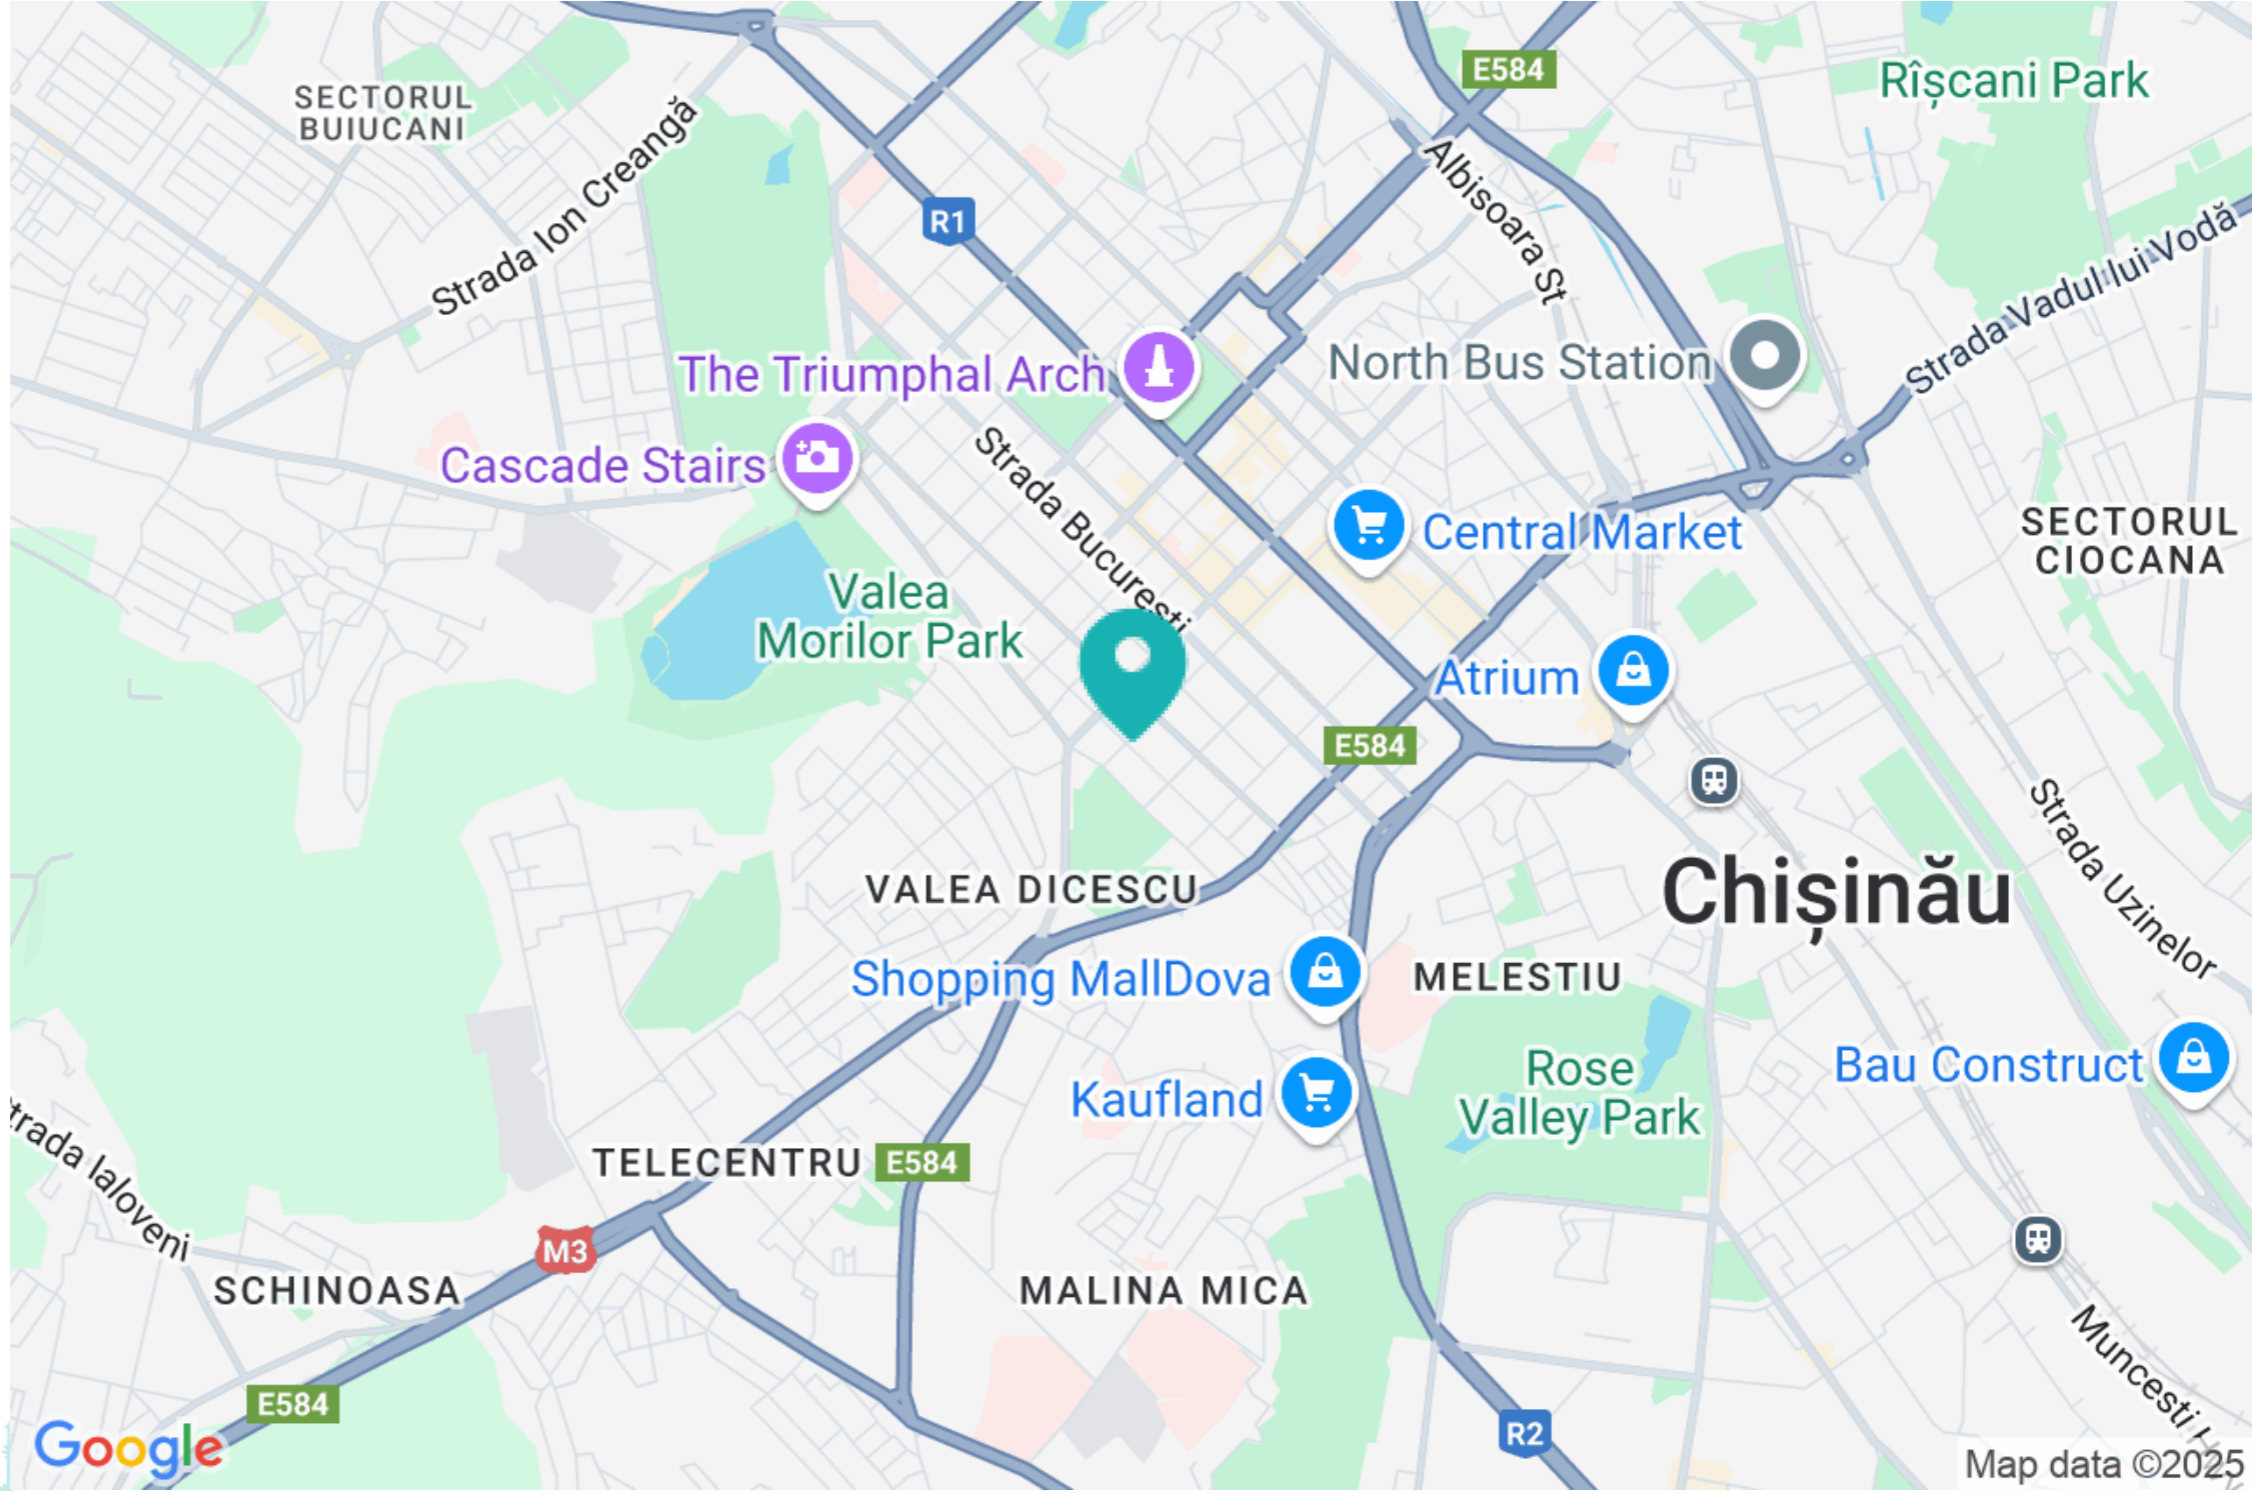 E584
Rîșcani Park
SECTORUL
BUIUCANI
Strada Ion Creangă
Albisoara St
R1
Strada Vadul lui Vodă
The Triumphal Arch
North Bus Station
Cascade Stairs
Strada București
Central Market
SECTORUL
CIOCANA
Valea
Morilor Park
Atrium
E584
Strada Uzinelor
Chișinău
VALEA DICESCU
Shopping MallDova
MELESTIU
Rose
Valley Park
Bau Construct
Kaufland
trada Ialoveni
TELECENTRU
E584
M3
SCHINOASA
MALINA MICA
Muncesti H
E584
R2
Google
Map data ©2025